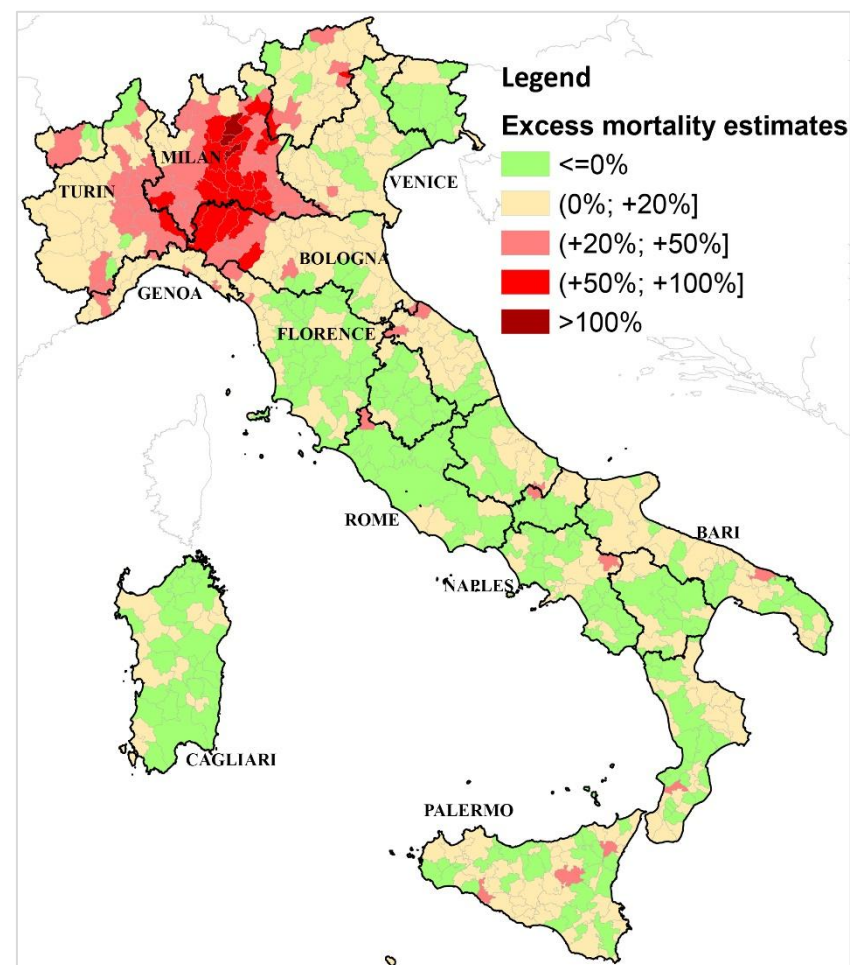 Legend
Excess mortality estimates
<=0%
(0%; +20%]
(+20%; +50%]
(+50%; +100%]
>100%
MILAN
TURIN
VENICE
BOLOGNA
GENOA
FLORENCE
ROME
BARI
NAPLES
CAGLIARI
PALERMO